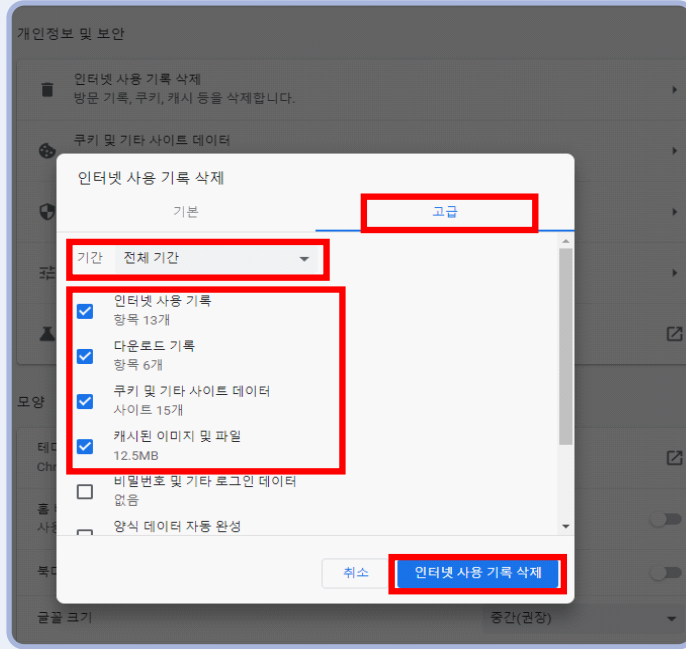 개인정보 및 보안
인터넷 사용 기록 삭제
방문 기록, 쿠키, 캐시 등을 삭제합니다.
쿠키 및 기타 사이트 데이터
인터넷 사용 기록 삭제
기본
고급
기간 전체 기간
인터넷 사용 기록
항목 13개
다운로드 기록
항목 6개
쿠키 및 기타 사이트 데이터
사이트 15개
캐시된 이미지 및 파일
12.5MB
비밀번호 및 기타 로그인 데이터
없음
양식 데이터 자동 완성
취소
인터넷 사용 기록 삭제
모양
Chr
홈
글꼴 크기
중간(권장)